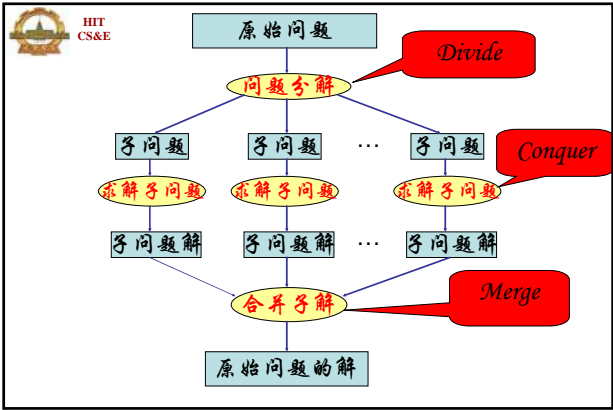 HIT
CS&E
原始问题
Divide
问题分解
子问题 子问题 ··· 子问题
Conquer
求解子问题 求解子问题 求解子问题
子问题解 子问题解 ··· 子问题解
Merge
合并子解
原始问题的解